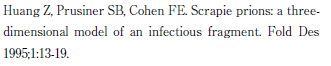 Huang Z, Prusiner SB, Cohen FE. Scrapie prions: a three-
dimensional model of an infectious fragment. Fold Des
1995;1:13-19.